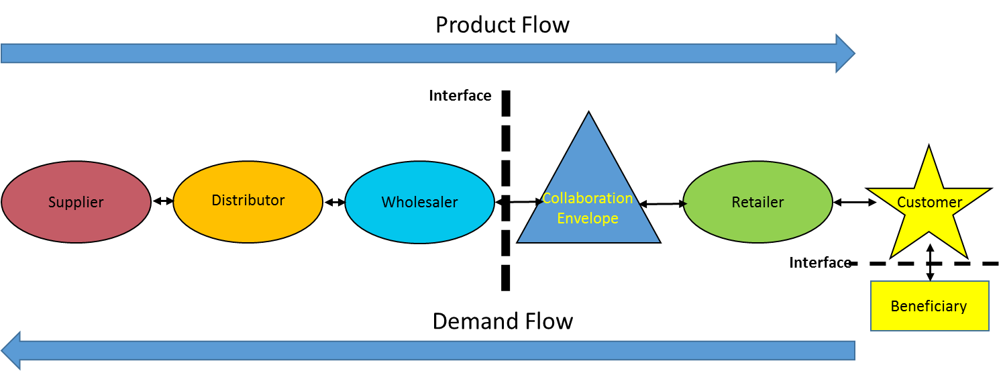 Product Flow
Interface
Supplier
Distributor
Wholesaler
Collaboration
Envelope
Retailer
Customer
Interface
Beneficiary
Demand Flow